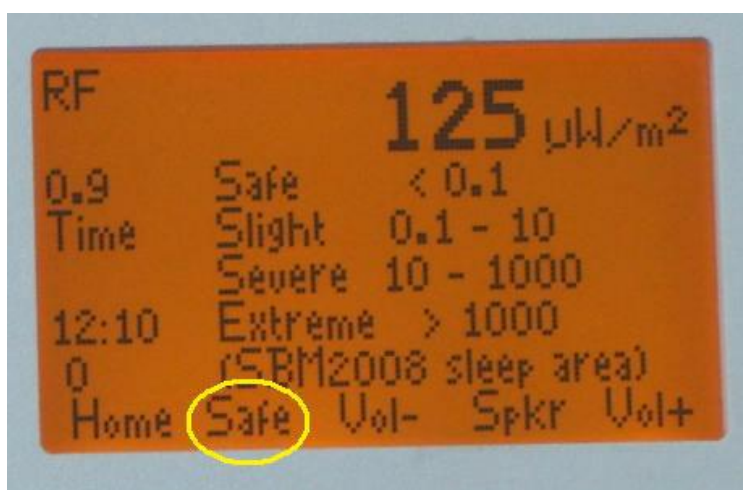 RF
125 µW/m²
0.9 Safe < 0.1
Time Slight 0.1 - 10
Severe 10 - 1000
12:10 Extreme > 1000
0 (SBM2008 sleep area)
Home Safe Vol- Spkr Vol+